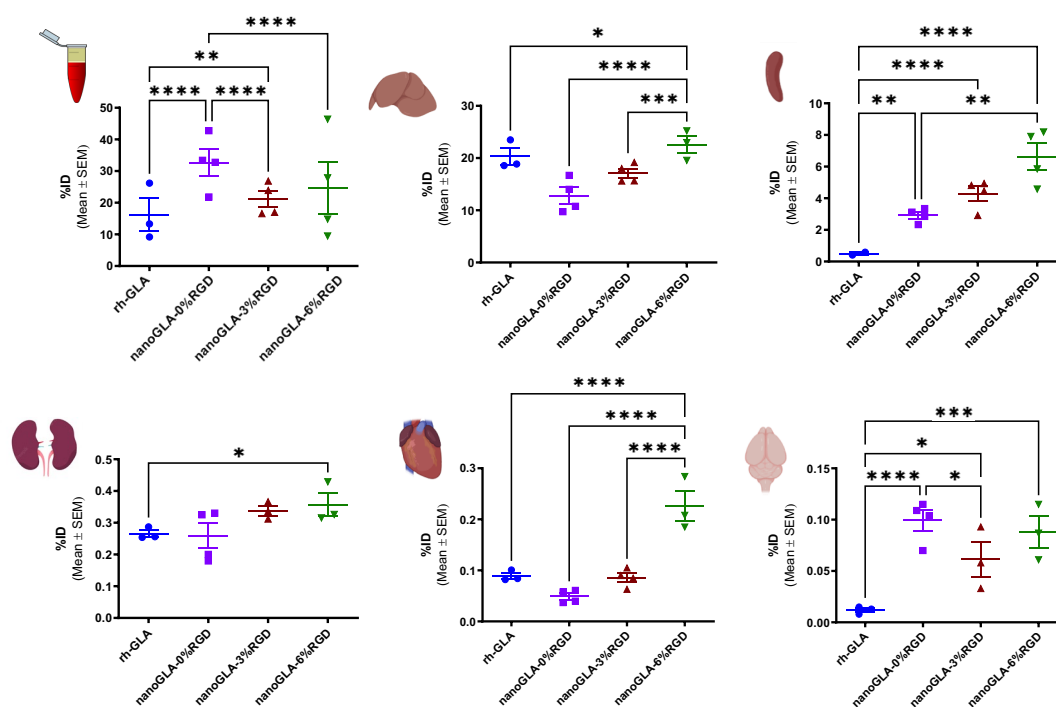 ****
**
**** ****
50
40
30
20
10
0
%ID
(Mean ± SEM)
rh-GLA
nanoGLA-0%RGD
nanoGLA-3%RGD
nanoGLA-6%RGD
*
****
***
30
20
10
0
%ID
(Mean ± SEM)
rh-GLA
nanoGLA-0%RGD
nanoGLA-3%RGD
nanoGLA-6%RGD
****
****
** **
10
8
6
4
2
0
%ID
(Mean ± SEM)
rh-GLA
nanoGLA-0%RGD
nanoGLA-3%RGD
nanoGLA-6%RGD
*
0.5
0.4
0.3
0.2
0.1
0.0
%ID
(Mean ± SEM)
rh-GLA
nanoGLA-0%RGD
nanoGLA-3%RGD
nanoGLA-6%RGD
****
****
****
0.3
0.2
0.1
0.0
%ID
(Mean ± SEM)
rh-GLA
nanoGLA-0%RGD
nanoGLA-3%RGD
nanoGLA-6%RGD
***
*
**** *
0.15
0.10
0.05
0.00
%ID
(Mean ± SEM)
rh-GLA
nanoGLA-0%RGD
nanoGLA-3%RGD
nanoGLA-6%RGD